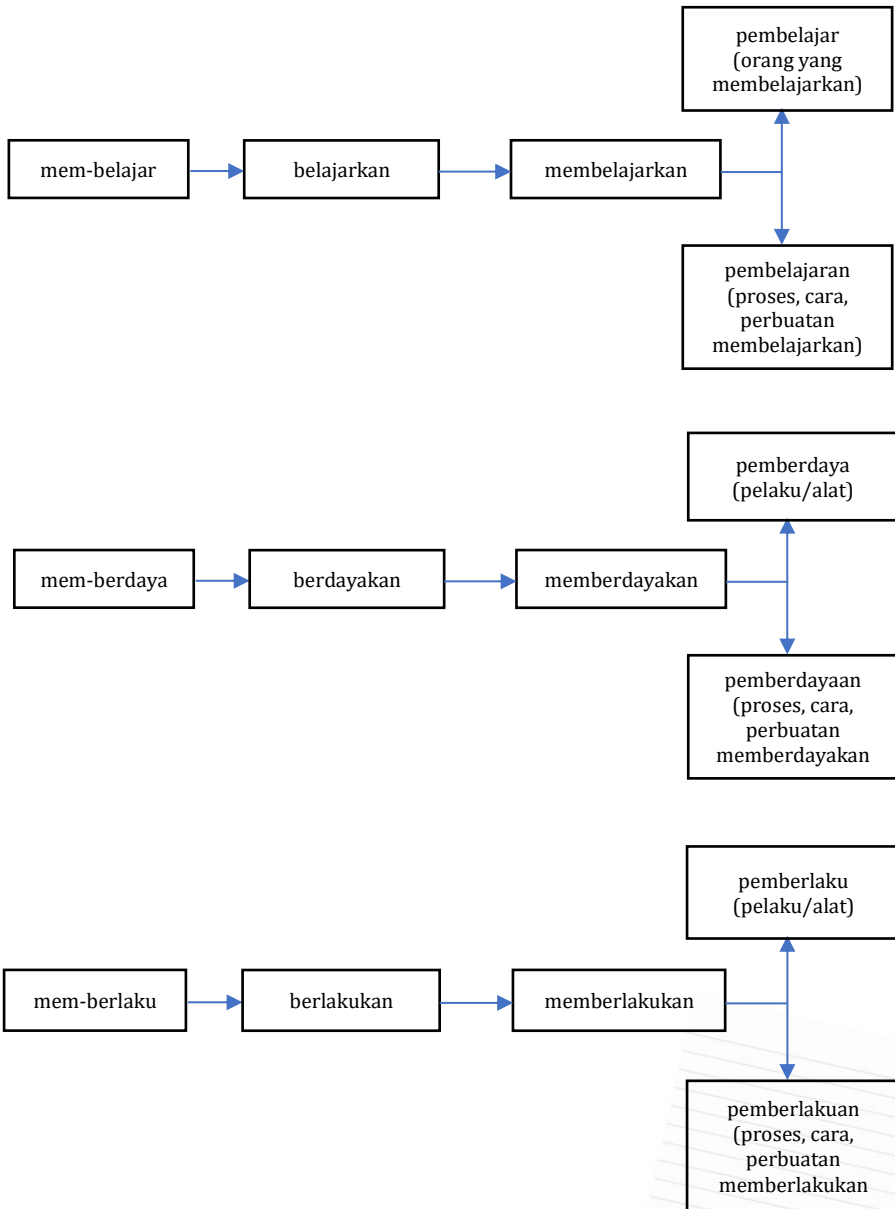 pembelajar
(orang yang
membelajarkan)
mem-belajar
belajarkan
membelajarkan
pembelajaran
(proses, cara,
perbuatan
membelajarkan)
pemberdaya
(pelaku/alat)
mem-berdaya
berdayakan
memberdayakan
pemberdayaan
(proses, cara,
perbuatan
memberdayakan
pemberlaku
(pelaku/alat)
mem-berlaku
berlakukan
memberlakukan
pemberlakuan
(proses, cara,
perbuatan
memberlakukan